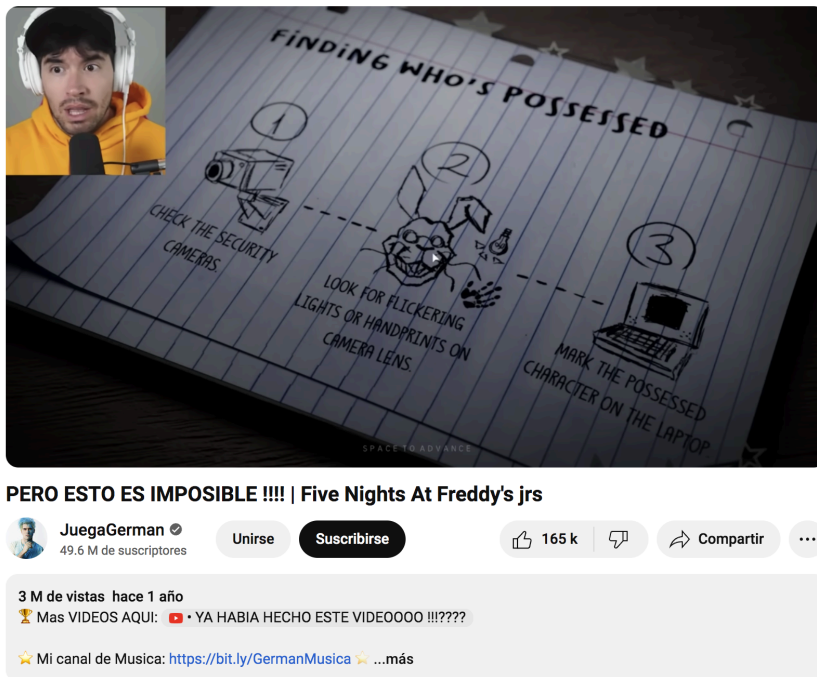 FINDING WHO'S POSSESSED
1
CHECK THE SECURITY
CAMERAS.
2
LOOK FOR FLICKERING
LIGHTS OR HANDPRINTS ON
CAMERA LENS.
3
MARK THE POSSESSED
CHARACTER ON THE LAPTOP
SPACE TO ADVANCE
PERO ESTO ES IMPOSIBLE !!!! | Five Nights At Freddy's jrs
JuegaGerman
49.6 M de suscriptores
Unirse
Suscribirse
165 k
Compartir
3 M de vistas hace 1 año
🏆 Mas VIDEOS AQUI: • YA HABIA HECHO ESTE VIDEOOOO !!!????
⭐ Mi canal de Musica: https://bit.ly/GermanMusica ⭐ ...más